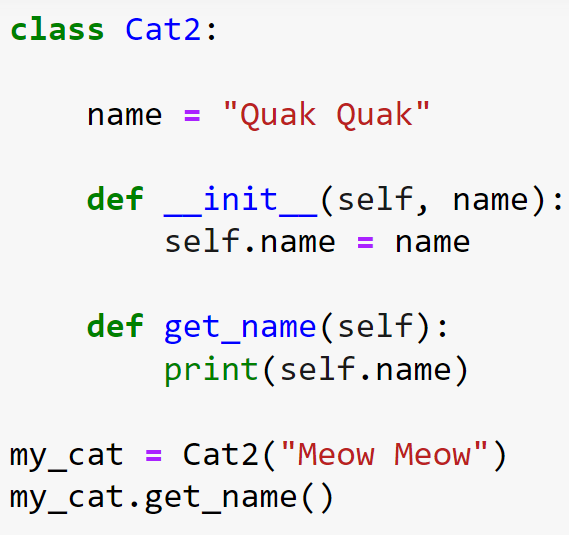 class Cat2:
    name = "Quak Quak"
    def __init__(self, name):
        self.name = name
    def get_name(self):
        print(self.name)
my_cat = Cat2("Meow Meow")
my_cat.get_name()